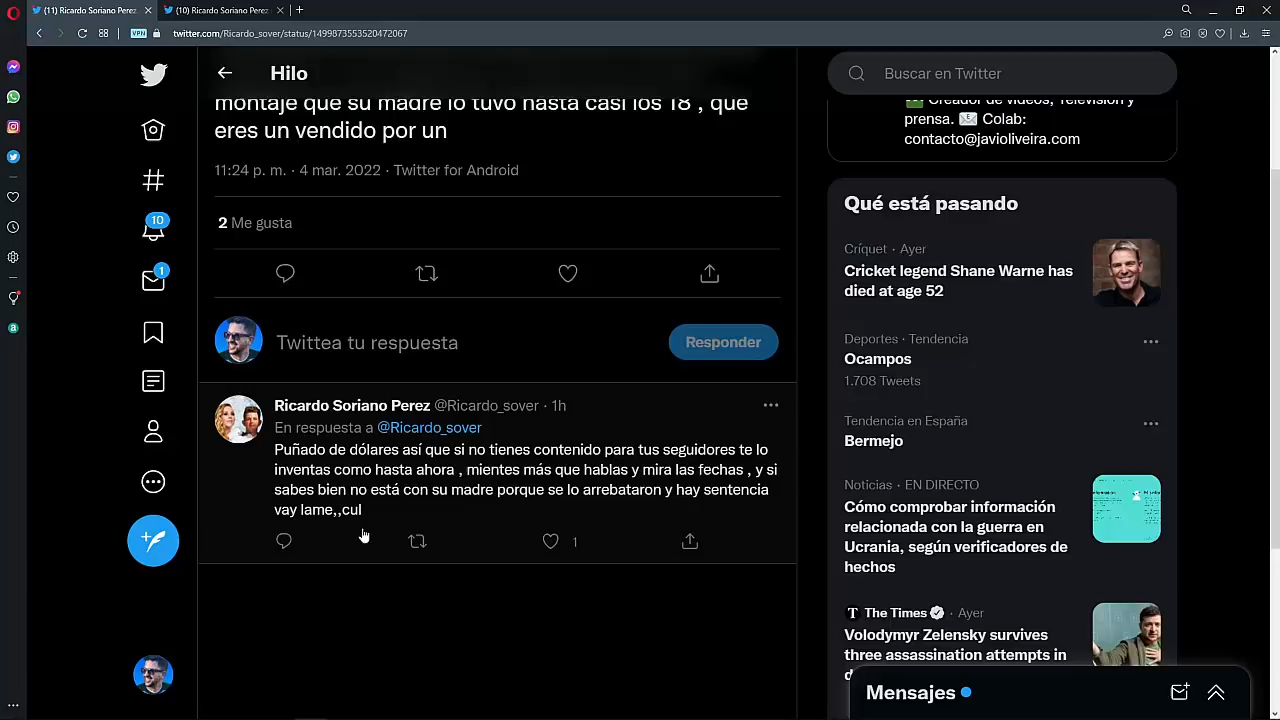 (11) Ricardo Soriano Perez
(10) Ricardo Soriano Perez
VPN
twitter.com/Ricardo_sover/status/1499873553520472067
Hilo
montaje que su madre lo tuvo hasta casi los 18 , que
eres un vendido por un
11:24 p. m. · 4 mar. 2022 · Twitter for Android
2 Me gusta
Twittea tu respuesta
Responder
Ricardo Soriano Perez @Ricardo_sover · 1h
En respuesta a @Ricardo_sover
Puñado de dólares así que si no tienes contenido para tus seguidores te lo
inventas como hasta ahora , mientes más que hablas y mira las fechas , y si
sabes bien no está con su madre porque se lo arrebataron y hay sentencia
vay lame,,cul
1
10
1
Buscar en Twitter
Creador de vídeos, Televisión y
prensa. Colab:
contacto@javioliveira.com
Qué está pasando
Críquet · Ayer
Cricket legend Shane Warne has
died at age 52
Deportes · Tendencia
Ocampos
1.708 Tweets
Tendencia en España
Bermejo
Noticias · EN DIRECTO
Cómo comprobar información
relacionada con la guerra en
Ucrania, según verificadores de
hechos
T The Times · Ayer
Volodymyr Zelensky survives
three assassination attempts in
Mensajes